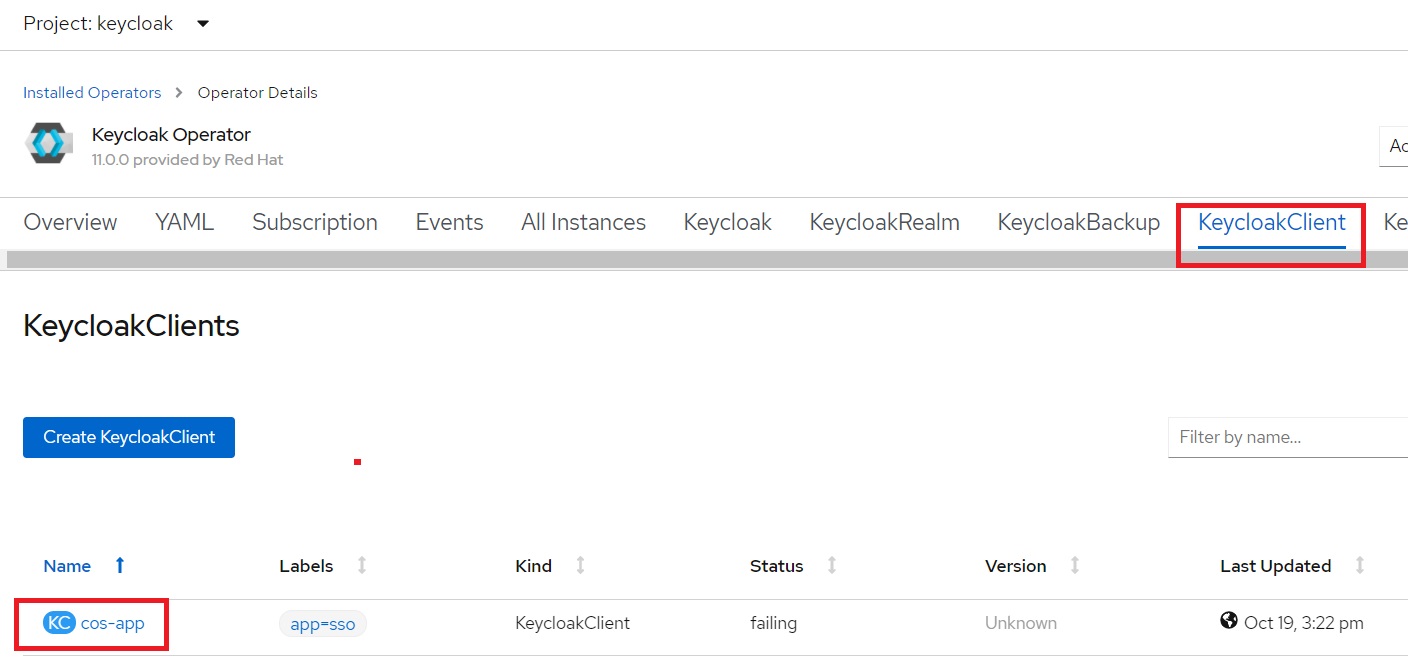 Project: keycloak
Installed Operators Operator Details
Keycloak Operator
11.0.0 provided by Red Hat
Ac
Overview YAML Subscription Events All Instances Keycloak KeycloakRealm KeycloakBackup KeycloakClient Ke
KeycloakClients
Create KeycloakClient Filter by name...
Name Labels Kind Status Version Last Updated
KC cos-app app=sso KeycloakClient failing Unknown Oct 19, 3:22 pm